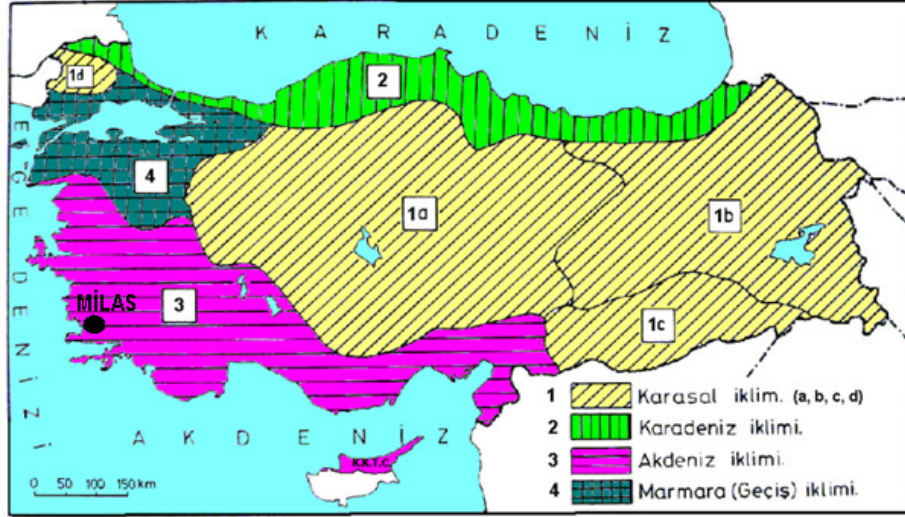 K A R A D E N İ Z
1d
2
E G E D E N İ Z İ
4
1a
1b
MİLAS
3
1c
A K D E N İ Z
K.K.T.C.
0 50 100 150 km
1 Karasal iklim. (a, b, c, d)
2 Karadeniz iklimi.
3 Akdeniz iklimi.
4 Marmara (Geçiş) iklimi.